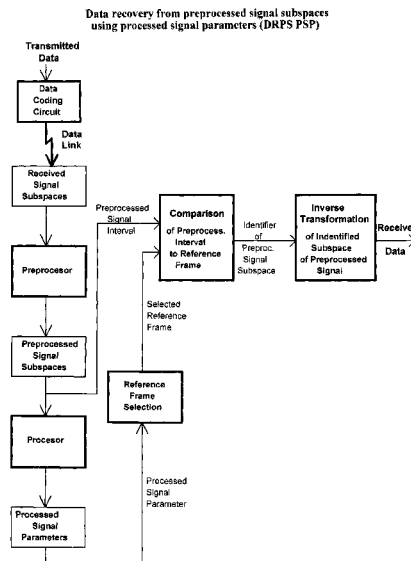 Data recovery from preprocessed signal subspaces
using processed signal parameters (DRPS PSP)
Transmitted
Data
Data
Coding
Circuit
Data
Link
Received
Signal
Subspaces
Preprocesor
Preprocessed
Signal
Subspaces
Procesor
Processed
Signal
Parameters
Preprocessed
Signal
Interval
Comparison
of Preprocess.
Interval
to Reference
Frame
Identifier
of
Preproc.
Signal
Subspace
Inverse
Transformation
of Indentified
Subspace
of Preprocessed
Signal
Receive
Data
Selected
Reference
Frame
Reference
Frame
Selection
Processed
Signal
Parameter